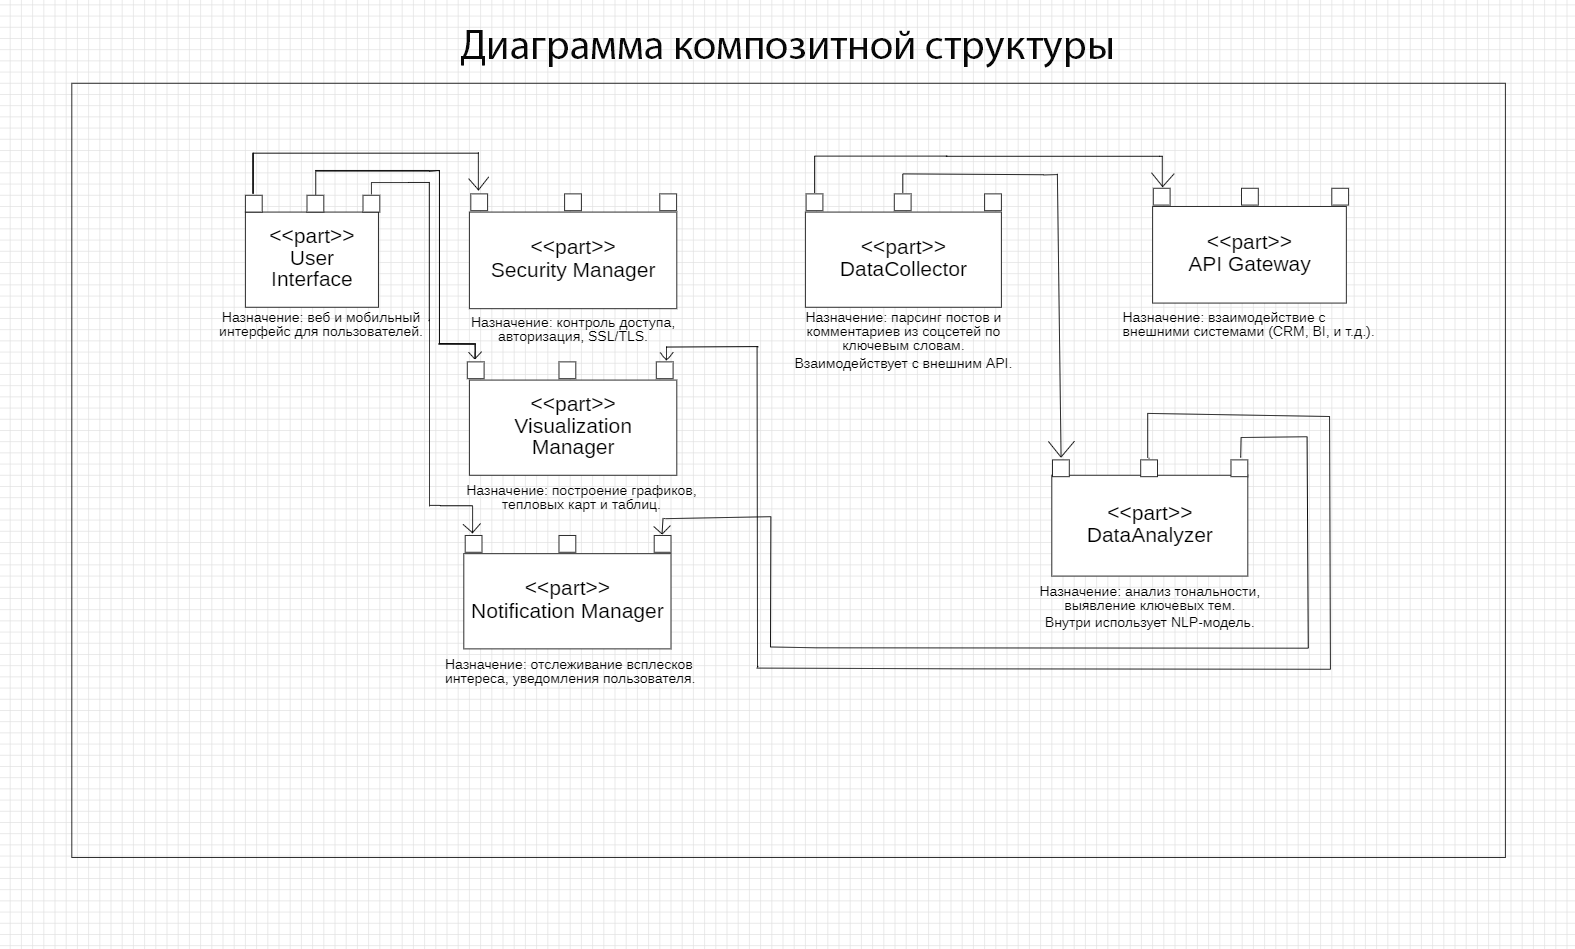 Диаграмма композитной структуры
<<part>>
User
Interface
Назначение: веб и мобильный
интерфейс для пользователей.
<<part>>
Security Manager
Назначение: контроль доступа,
авторизация, SSL/TLS.
<<part>>
DataCollector
Назначение: парсинг постов и
комментариев из соцсетей по
ключевым словам.
Взаимодействует с внешним API.
<<part>>
API Gateway
Назначение: взаимодействие с
внешними системами (CRM, BI, и т.д.).
<<part>>
Visualization
Manager
Назначение: построение графиков,
тепловых карт и таблиц.
<<part>>
DataAnalyzer
Назначение: анализ тональности,
выявление ключевых тем.
Внутри использует NLP-модель.
<<part>>
Notification Manager
Назначение: отслеживание всплесков
интереса, уведомления пользователя.